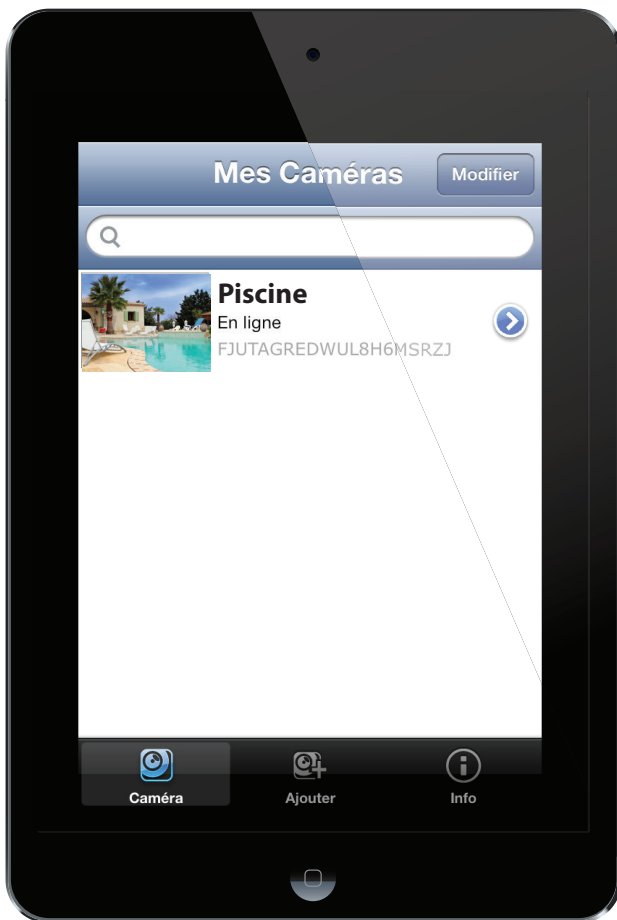 Mes Caméras
Modifier
Piscine
En ligne
FJUTAGREDWUL8H6MSRZJ
Caméra
Ajouter
Info